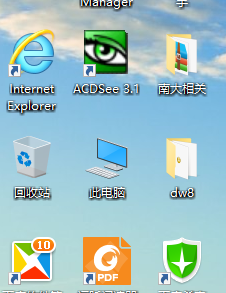 Manager
手
Internet
Explorer
ACDSee 3.1
南大相关
回收站
此电脑
dw8
10
PDF